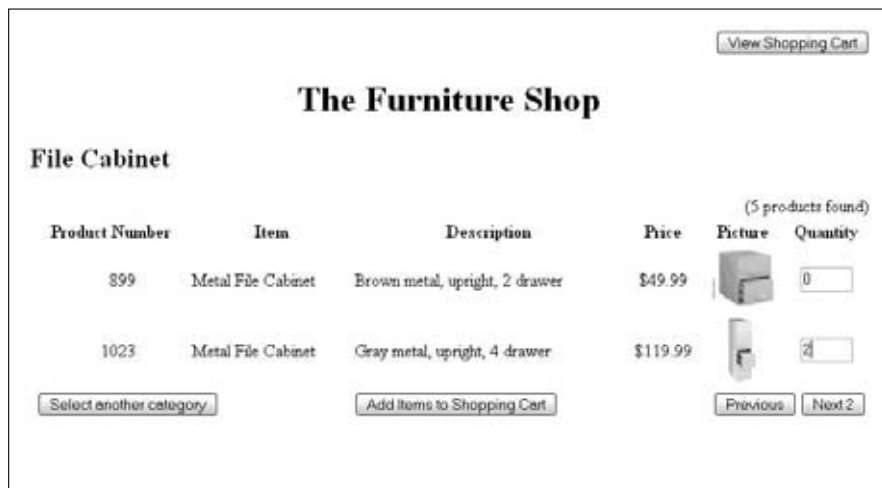 View Shopping Cart
The Furniture Shop
File Cabinet
(5 products found)
Product Number Item Description Price Picture Quantity
899 Metal File Cabinet Brown metal, upright, 2 drawer $49.99 0
1023 Metal File Cabinet Gray metal, upright, 4 drawer $119.99 2
Select another category Add Items to Shopping Cart Previous Next 2